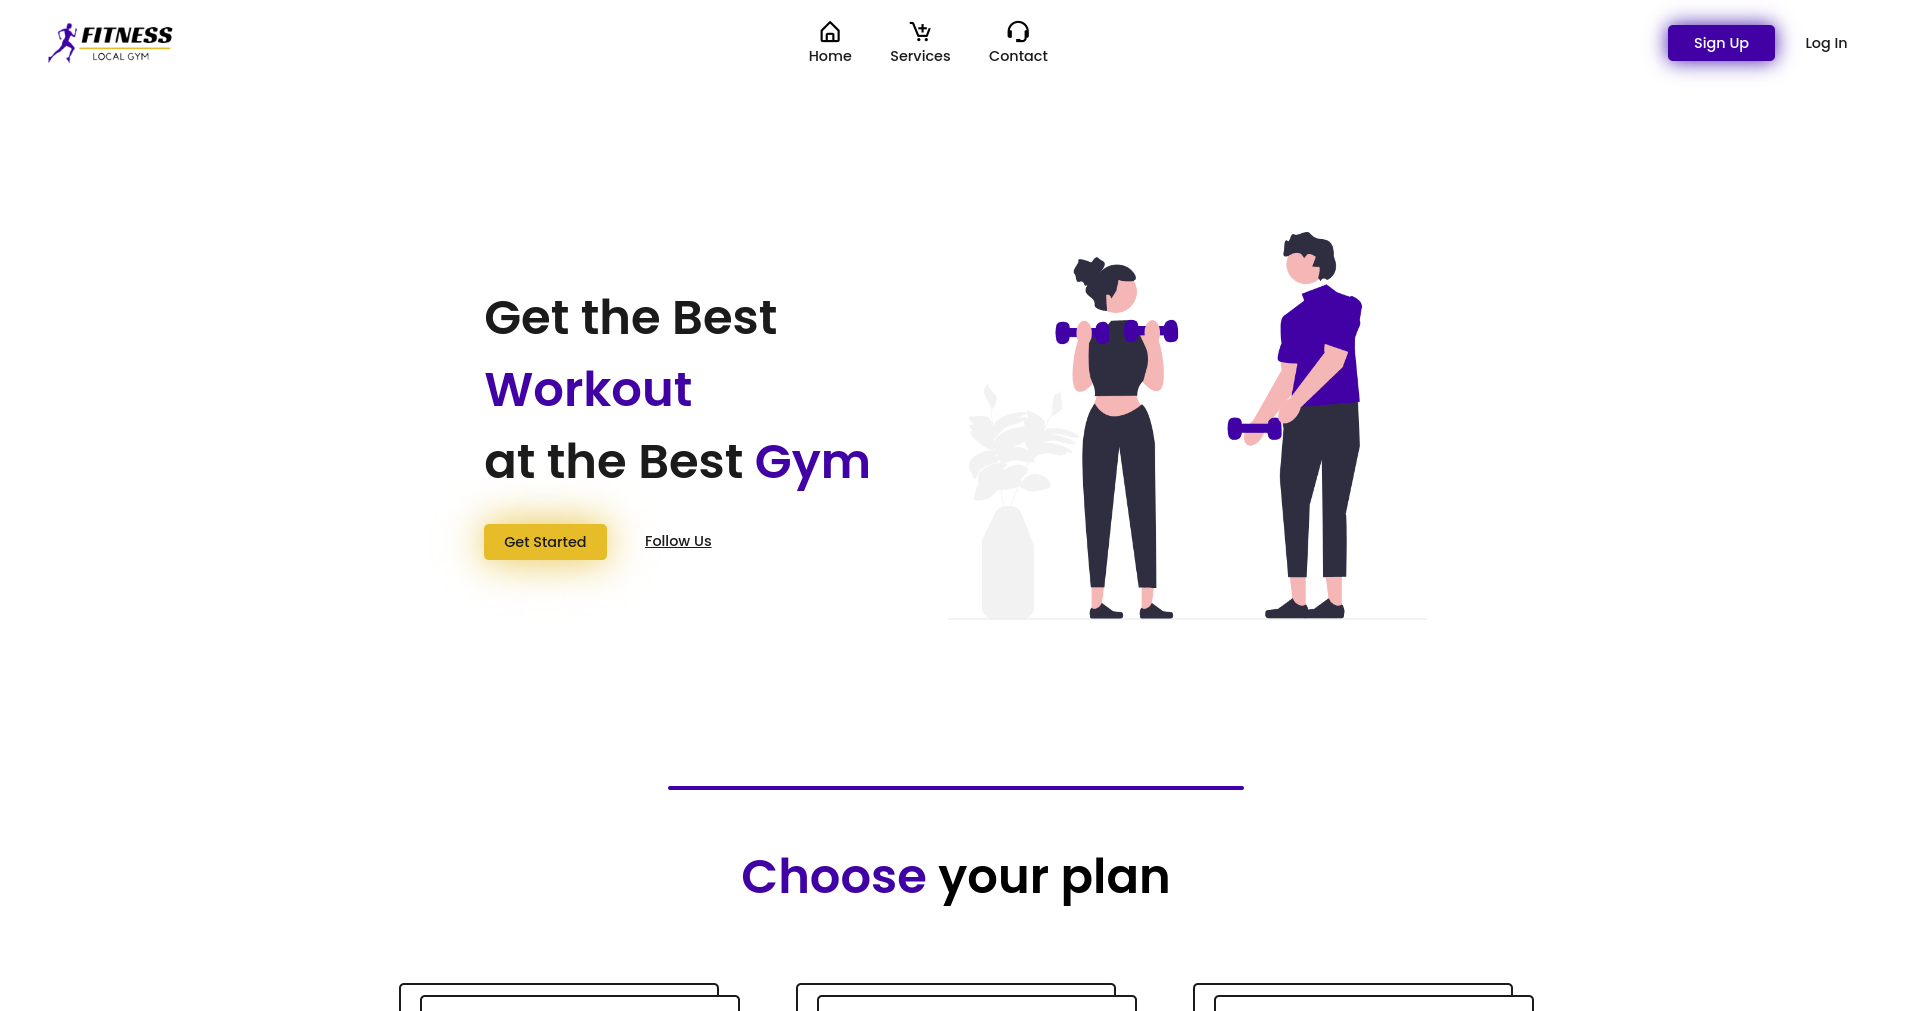 FITNESS
LOCAL GYM
Home
Services
Contact
Sign Up
Log In
Get the Best
Workout
at the Best Gym
Get Started
Follow Us
Choose your plan